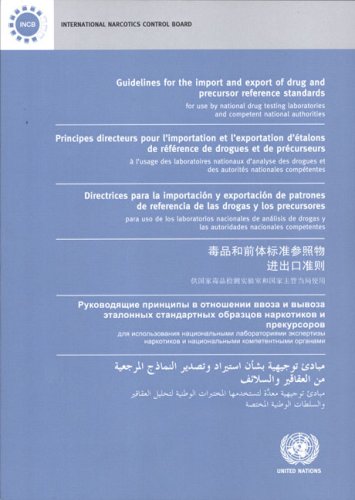 INCB
INTERNATIONAL NARCOTICS CONTROL BOARD
Guidelines for the import and export of drug and
precursor reference standards
for use by national drug testing laboratories
and competent national authorities
Principes directeurs pour l'importation et l'exportation d'étalons
de référence de drogues et de précurseurs
à l'usage des laboratoires nationaux d'analyse des drogues et
des autorités nationales compétentes
Directrices para la importación y exportación de patrones
de referencia de las drogas y los precursores
para uso de los laboratorios nacionales de análisis de drogas y
las autoridades nacionales competentes
毒品和前体标准参照物
进出口准则
供国家毒品检测实验室和国家主管当局使用
Руководящие принципы в отношении ввоза и вывоза
эталонных стандартных образцов наркотиков и
прекурсоров
для использования национальными лабораториями экспертизы
наркотиков и национальными компетентными органами
مبادئ توجيهية بشأن استيراد وتصدير النماذج المرجعية
من العقاقير والسلائف
مبادئ توجيهية معدَّة لتستخدمها المختبرات الوطنية لتحليل العقاقير
والسلطات الوطنية المختصة
UNITED NATIONS